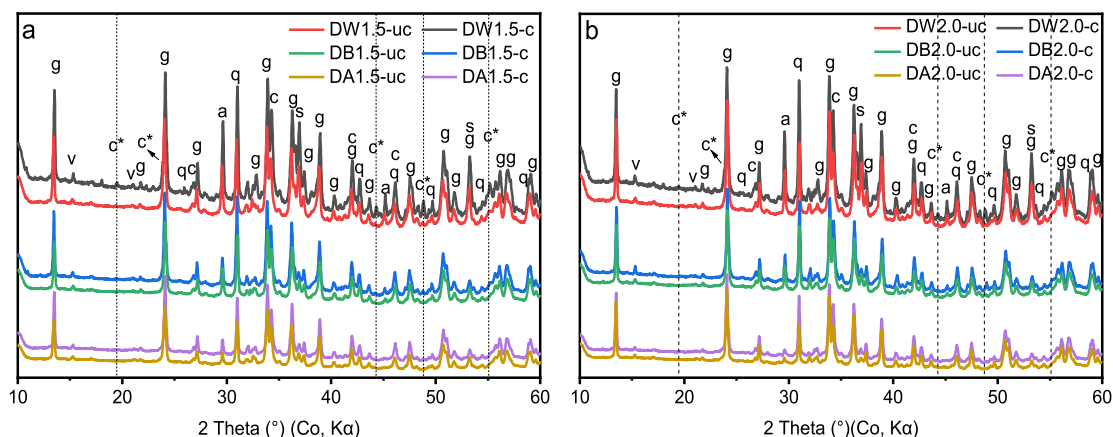 a
DW1.5-uc DW1.5-c
DB1.5-uc DB1.5-c
DA1.5-uc DA1.5-c
g v c* v g c* g q c g a q g g c g s g g g c g q g c* a c q g c* q g g s g c* g g q g
10 20 30 40 50 60
2 Theta (°) (Co, Kα)
b
DW2.0-uc DW2.0-c
DB2.0-uc DB2.0-c
DA2.0-uc DA2.0-c
g v c* v g c* g q c g a q g g c g s g g g c g q g c* a c q g c* q g g s q c* g g q g
10 20 30 40 50 60
2 Theta (°)(Co, Kα)